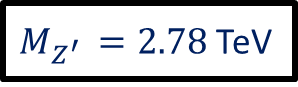 M_{Z'} = 2.78 TeV